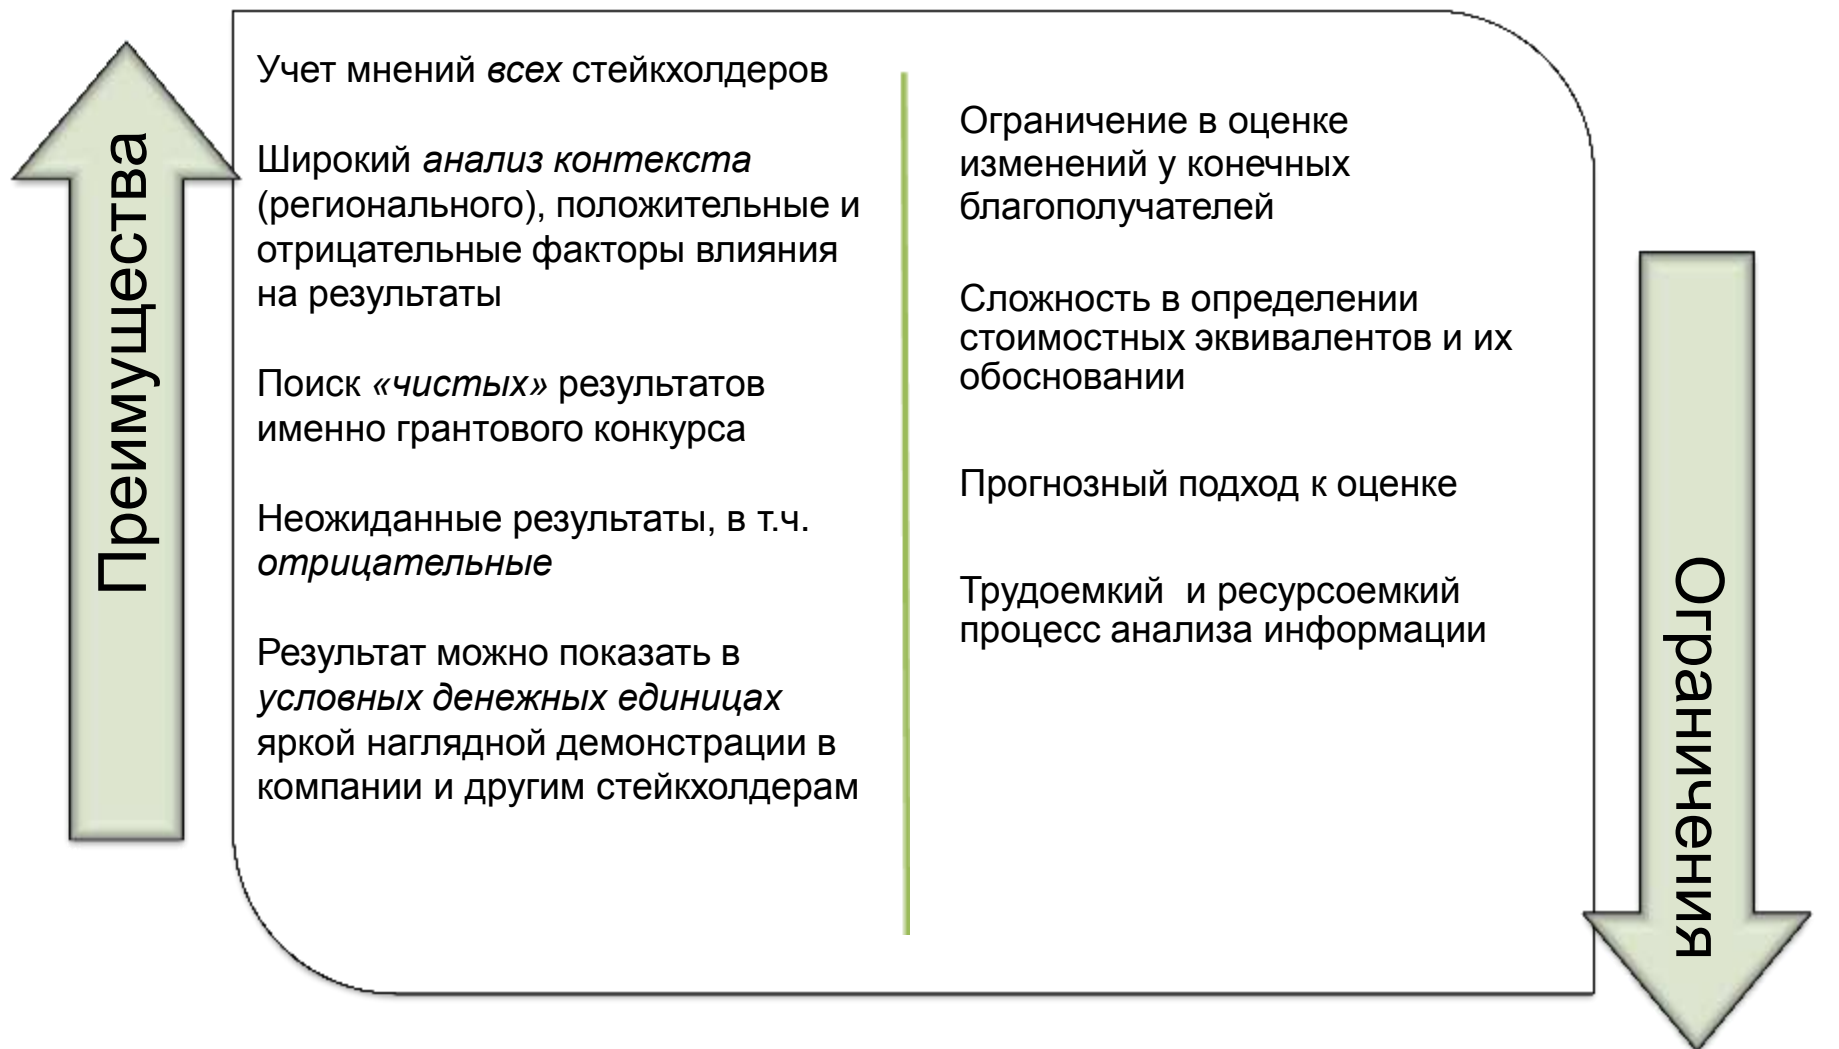 Преимущества
Учет мнений всех стейкхолдеров
Широкий анализ контекста
(регионального), положительные и
отрицательные факторы влияния
на результаты
Поиск «чистых» результатов
именно грантового конкурса
Неожиданные результаты, в т.ч.
отрицательные
Результат можно показать в
условных денежных единицах
яркой наглядной демонстрации в
компании и другим стейкхолдерам
Ограничение в оценке
изменений у конечных
благополучателей
Сложность в определении
стоимостных эквивалентов и их
обосновании
Прогнозный подход к оценке
Трудоемкий  и ресурсоемкий
процесс анализа информации
Ограничения